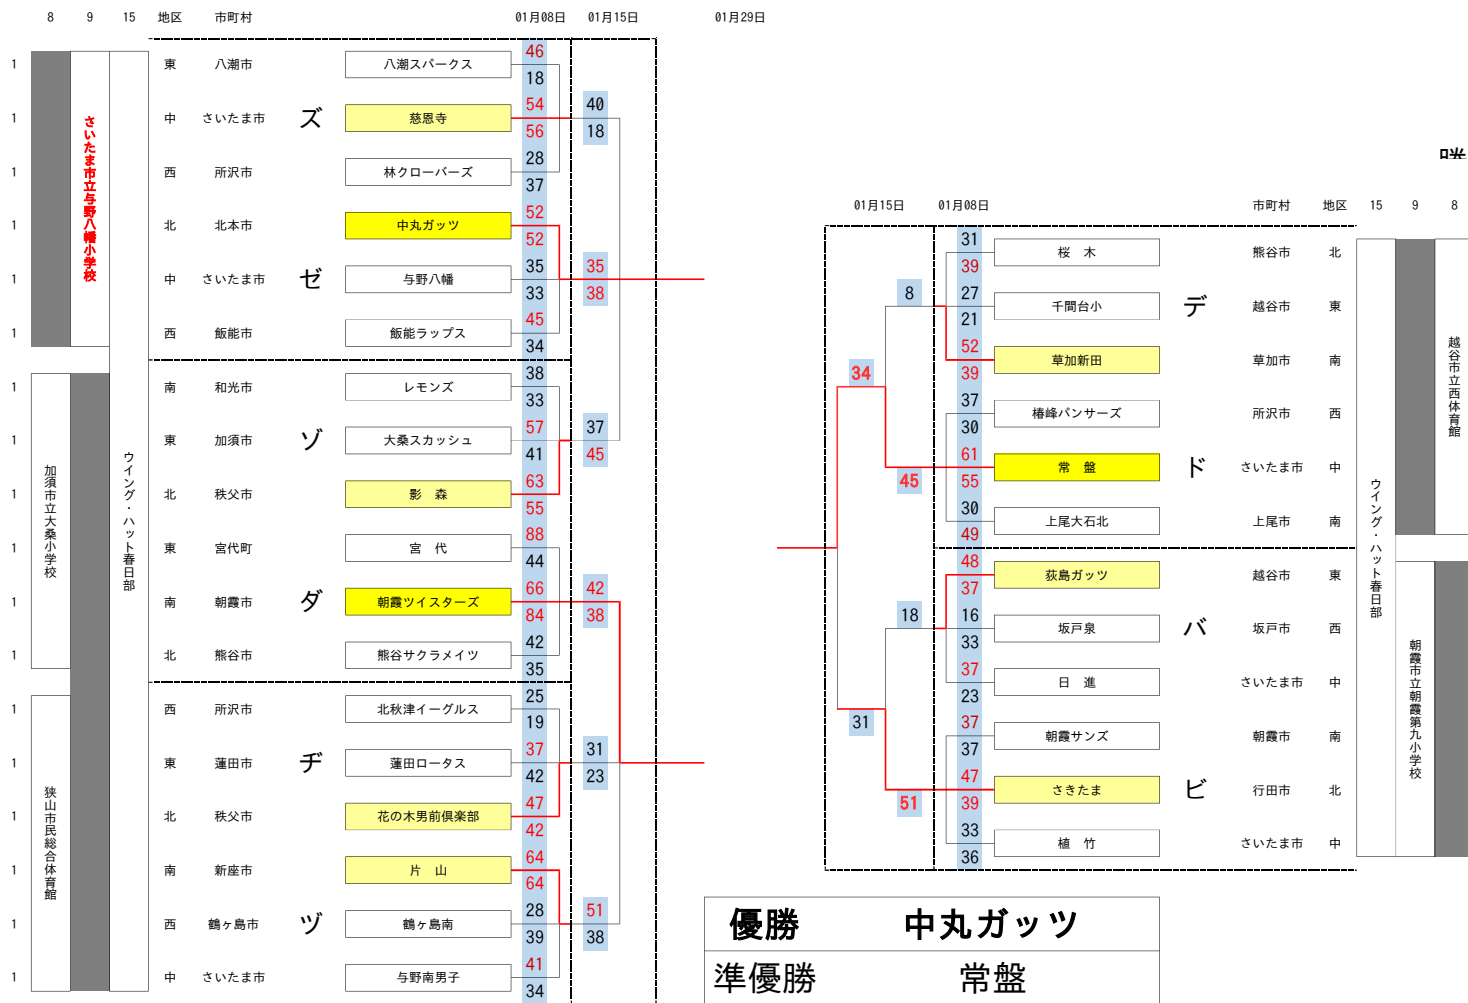 8 9 15 地区 市町村 01月08日 01月15日 01月29日
46
1 東 八潮市 八潮スパークス
18
54 40
1 中 さいたま市 ズ 慈恩寺
56 18
28
1 西 所沢市 林クローバーズ
37
52
1 北 北本市 中丸ガッツ
52
35 35
1 中 さいたま市 ゼ 与野八幡
33 38
45
1 西 飯能市 飯能ラップス
34
さいたま市立与野八幡小学校
38
1 南 和光市 レモンズ
33
57 37
1 東 加須市 ゾ 大桑スカッシュ
41 45
63
1 北 秩父市 影 森
55
88
1 東 宮代町 宮 代
44
66 42
1 南 朝霞市 ダ 朝霞ツイスターズ
84 38
42
1 北 熊谷市 熊谷サクラメイツ
35
加須市立大桑小学校
ウイング・ハット春日部
25
1 西 所沢市 北秋津イーグルス
19
37 31
1 東 蓮田市 ヂ 蓮田ロータス
42 23
47
1 北 秩父市 花の木男前倶楽部
42
64
1 南 新座市 片 山
64
28 51
1 西 鶴ヶ島市 ヅ 鶴ヶ島南
39 38
41
1 中 さいたま市 与野南男子
34
狭山市民総合体育館
01月15日 01月08日 市町村 地区 15 9 8
31
桜 木 熊谷市 北
39
8 27
千間台小 デ 越谷市 東
21
52
草加新田 草加市 南
34 39
37
椿峰パンサーズ 所沢市 西
30
61
常 盤 ド さいたま市 中
45 55
30
上尾大石北 上尾市 南
49
越谷市立西体育館
48
荻島ガッツ 越谷市 東
37
18 16
坂戸泉 バ 坂戸市 西
33
37
日 進 さいたま市 中
23
31 37
朝霞サンズ 朝霞市 南
37
47
さきたま ビ 行田市 北
51 39
33
植 竹 さいたま市 中
36
ウイング・ハット春日部
朝霞市立朝霞第九小学校
優勝 中丸ガッツ
準優勝 常盤